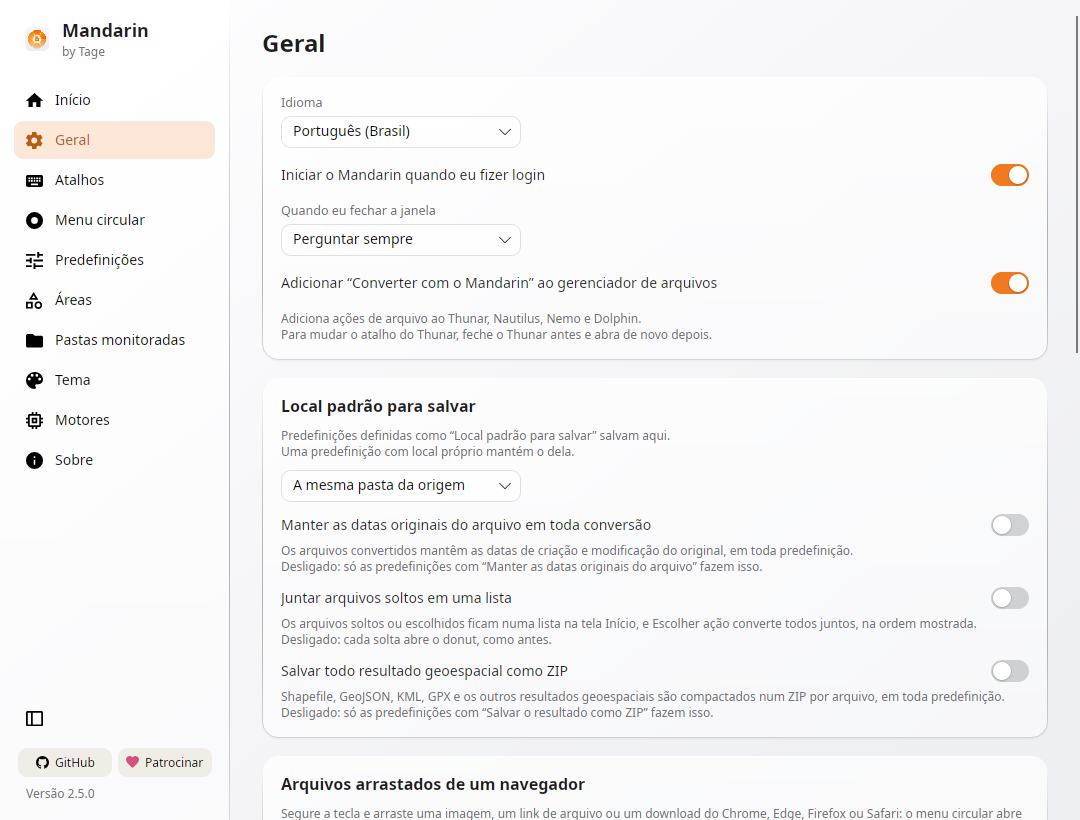 Mandarin
by Tage
Início
Geral
Atalhos
Menu circular
Predefinições
Áreas
Pastas monitoradas
Tema
Motores
Sobre
GitHub
Patrocinar
Versão 2.5.0
Geral
Idioma
Português (Brasil)
Iniciar o Mandarin quando eu fizer login
Quando eu fechar a janela
Perguntar sempre
Adicionar “Converter com o Mandarin” ao gerenciador de arquivos
Adiciona ações de arquivo ao Thunar, Nautilus, Nemo e Dolphin.
Para mudar o atalho do Thunar, feche o Thunar antes e abra de novo depois.
Local padrão para salvar
Predefinições definidas como “Local padrão para salvar” salvam aqui.
Uma predefinição com local próprio mantém o dela.
A mesma pasta da origem
Manter as datas originais do arquivo em toda conversão
Os arquivos convertidos mantêm as datas de criação e modificação do original, em toda predefinição.
Desligado: só as predefinições com “Manter as datas originais do arquivo” fazem isso.
Juntar arquivos soltos em uma lista
Os arquivos soltos ou escolhidos ficam numa lista na tela Início, e Escolher ação converte todos juntos, na ordem mostrada.
Desligado: cada solta abre o donut, como antes.
Salvar todo resultado geoespacial como ZIP
Shapefile, GeoJSON, KML, GPX e os outros resultados geoespaciais são compactados num ZIP por arquivo, em toda predefinição.
Desligado: só as predefinições com “Salvar o resultado como ZIP” fazem isso.
Arquivos arrastados de um navegador
Segure a tecla e arraste uma imagem, um link de arquivo ou um download do Chrome, Edge, Firefox ou Safari: o menu circular abre